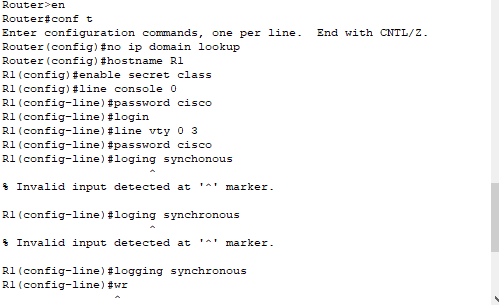 Router>en
Router#conf t
Enter configuration commands, one per line.  End with CNTL/Z.
Router(config)#no ip domain lookup
Router(config)#hostname R1
R1(config)#enable secret class
R1(config)#line console 0
R1(config-line)#password cisco
R1(config-line)#login
R1(config-line)#line vty 0 3
R1(config-line)#password cisco
R1(config-line)#loging synchonous
^
% Invalid input detected at '^' marker.
R1(config-line)#loging synchronous
^
% Invalid input detected at '^' marker.
R1(config-line)#logging synchronous
R1(config-line)#wr
^